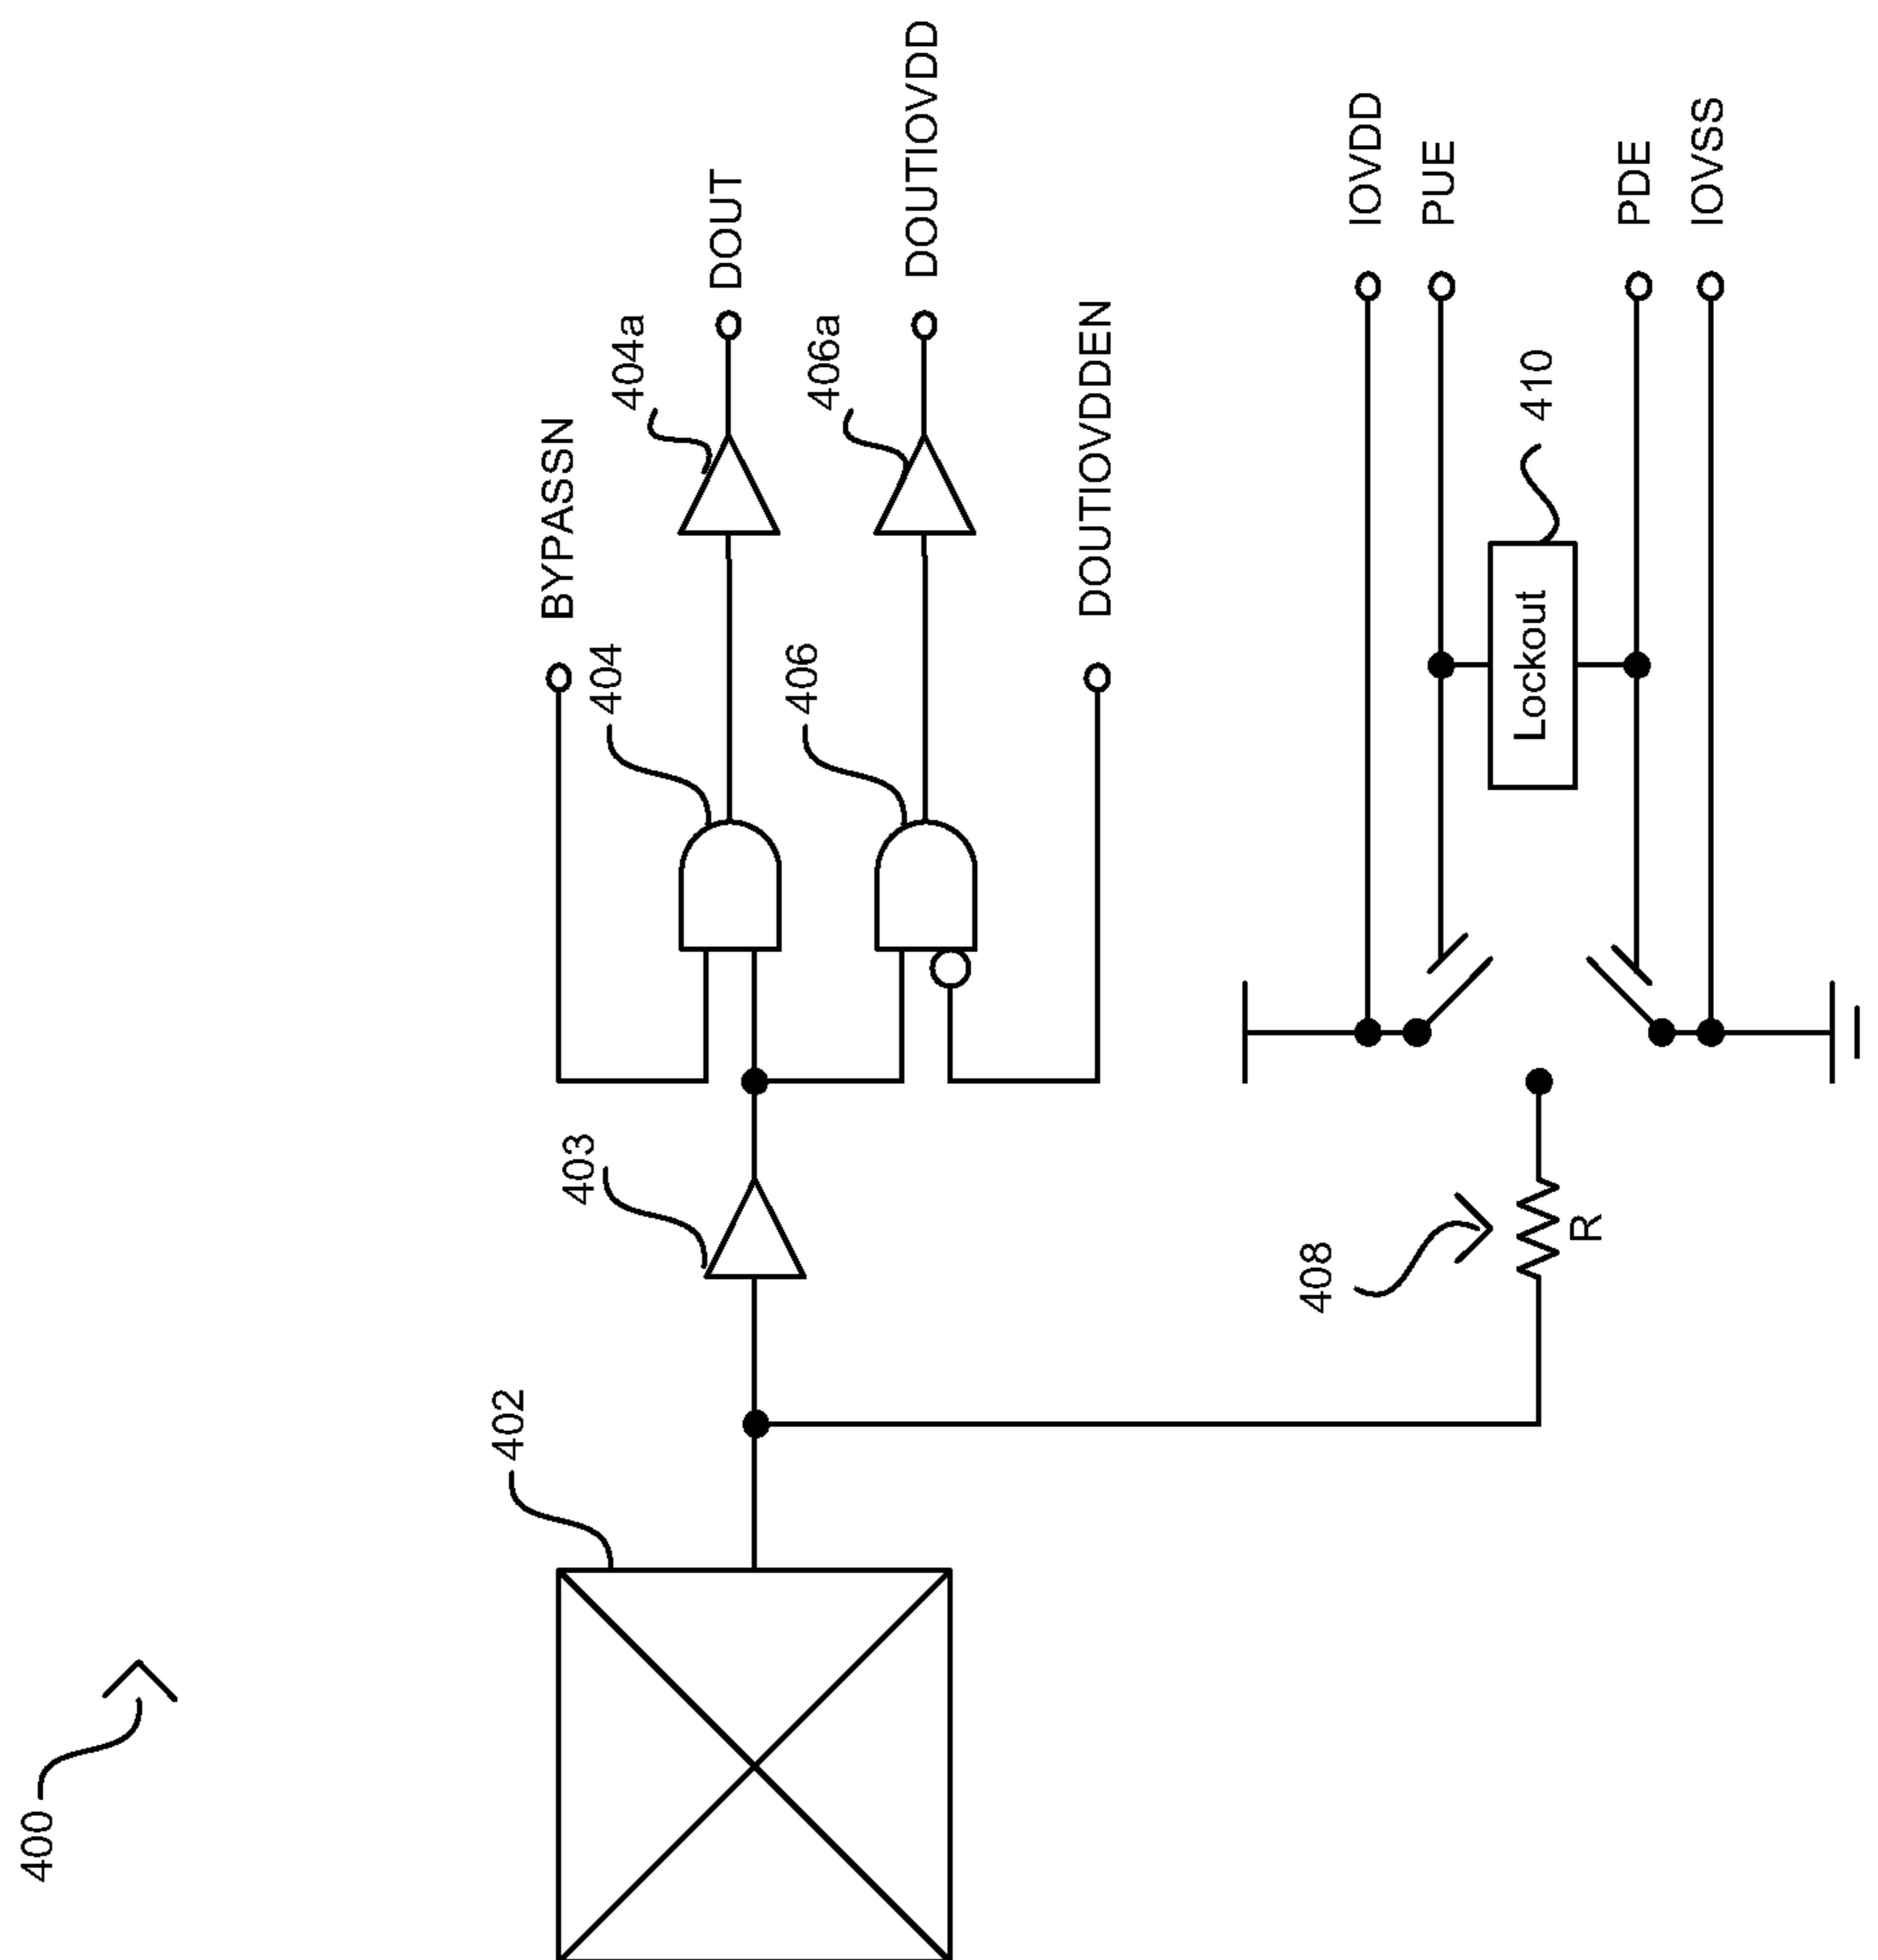 400
402
403
BYPASSN
404
404a
DOUT
406
406a
DOUTIOVDD
DOUTIOVDDEN
408
R
IOVDD
PUE
Lockout
410
PDE
IOVSS